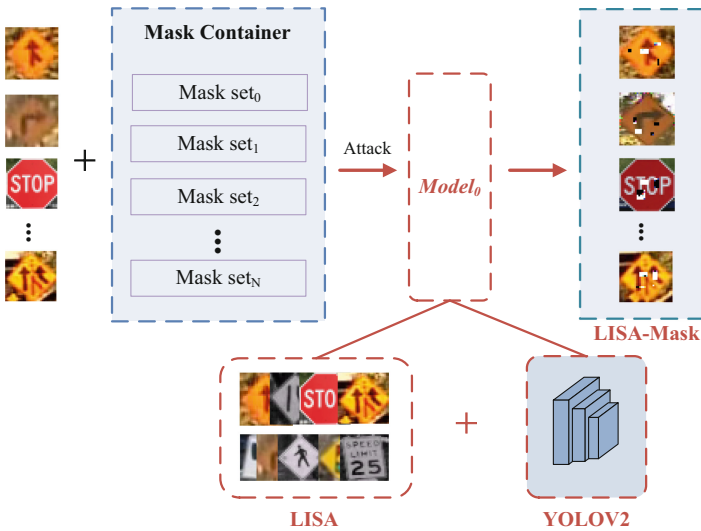 Mask Container
Mask set0
Mask set1
Attack
Mask set2
Mask setN
Model0
STOP
STOP
LISA-Mask
STO
SPEED
LIMIT
25
LISA
YOLOV2